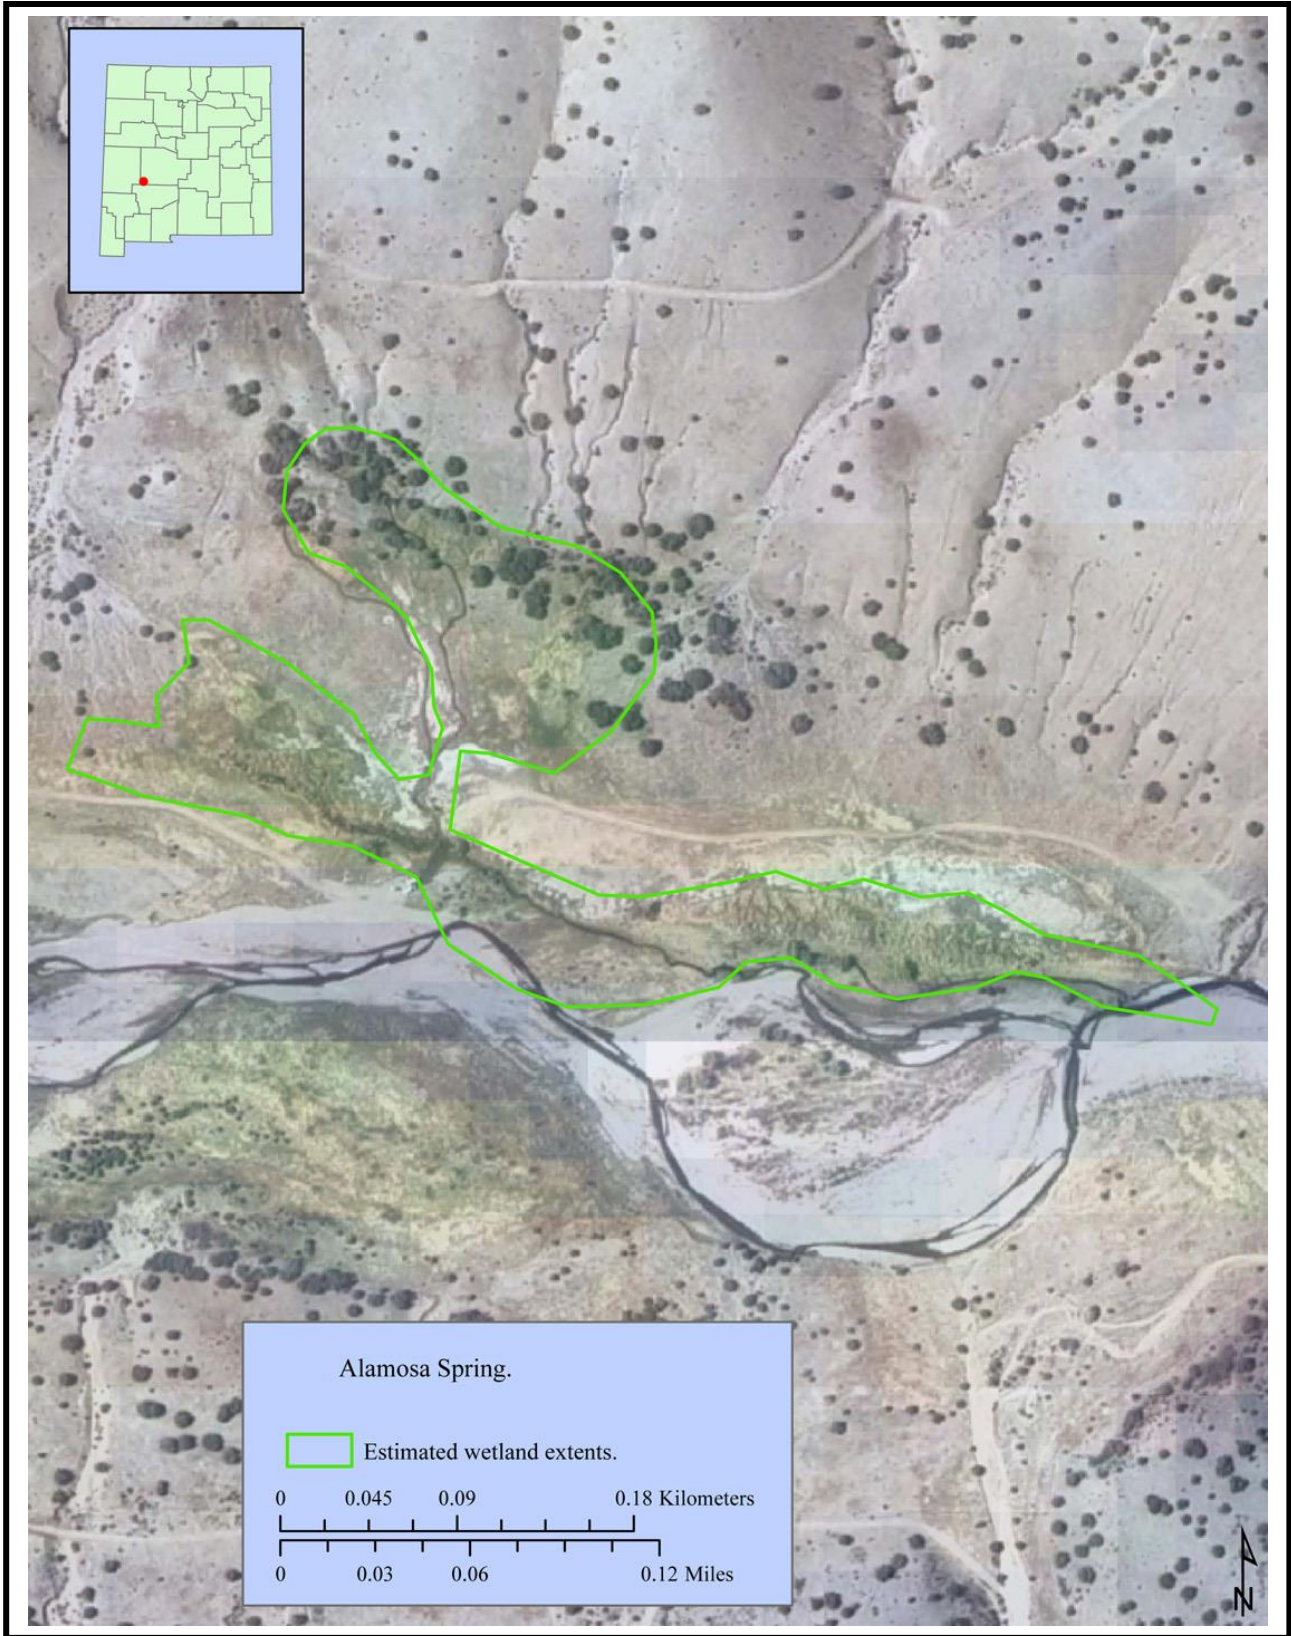 Alamosa Spring.
Estimated wetland extents.
0 0.045 0.09 0.18 Kilometers
0 0.03 0.06 0.12 Miles
N